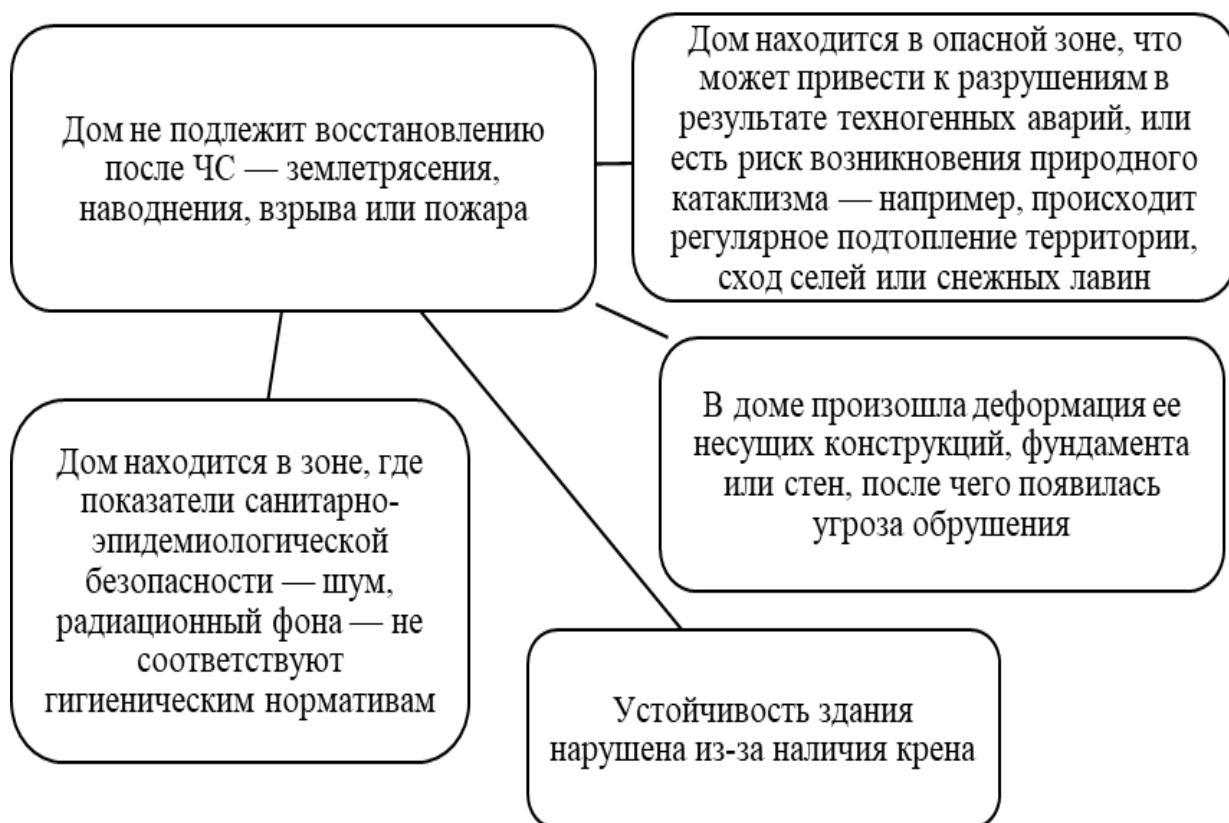 Дом не подлежит восстановлению
после ЧС — землетрясения,
наводнения, взрыва или пожара
Дом находится в опасной зоне, что
может привести к разрушениям в
результате техногенных аварий, или
есть риск возникновения природного
катаклизма — например, происходит
регулярное подтопление территории,
сход селей или снежных лавин
В доме произошла деформация ее
несущих конструкций, фундамента
или стен, после чего появилась
угроза обрушения
Дом находится в зоне, где
показатели санитарно-
эпидемиологической
безопасности — шум,
радиационный фона — не
соответствуют
гигиеническим нормативам
Устойчивость здания
нарушена из-за наличия крена